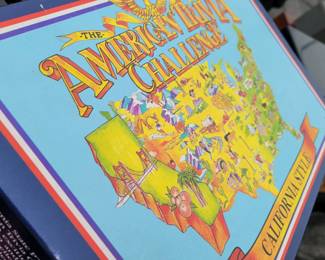 THE
AMERICAN TRIVIA
CHALLENGE
CALIFORNIA STYLE